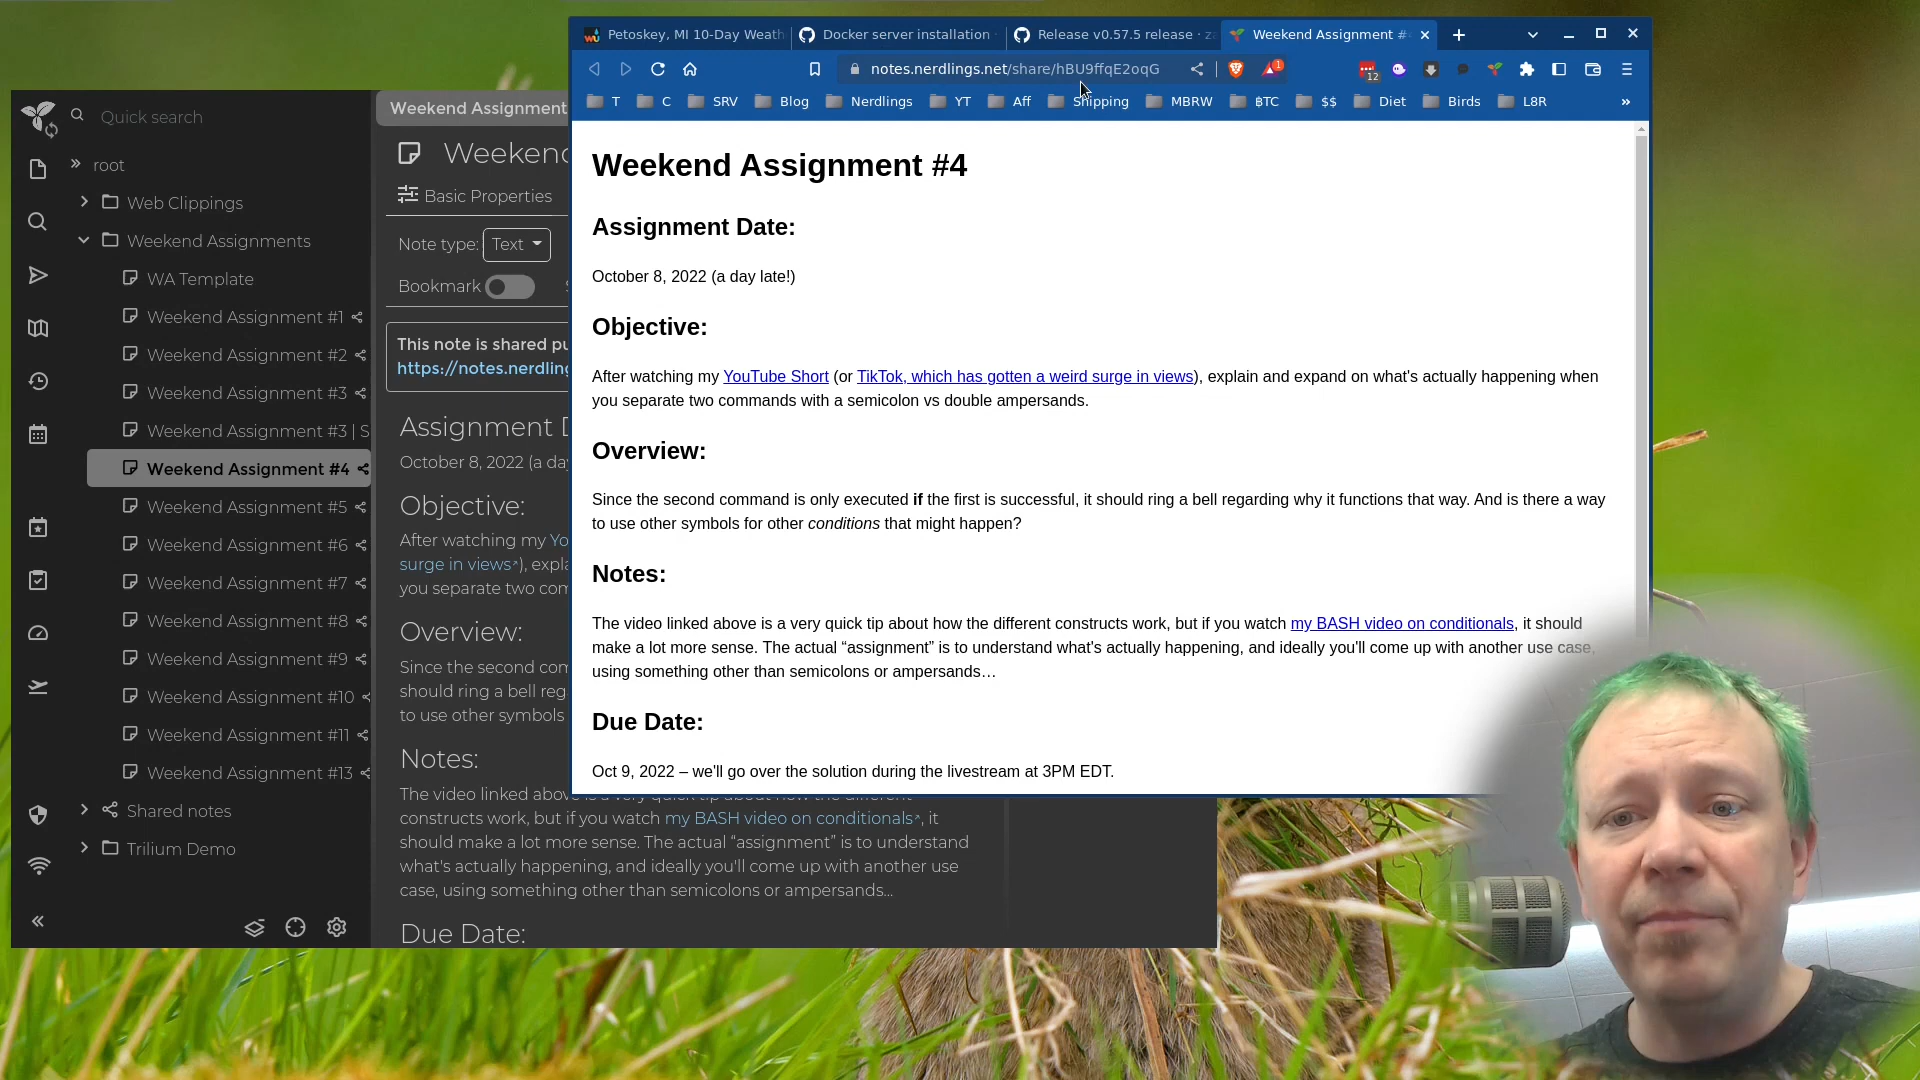 Petoskey, MI 10-Day Weath
Docker server installation
Release v0.57.5 release · za
Weekend Assignment #
notes.nerdlings.net/share/hBU9ffqE2oqG
1
12
T
C
SRV
Blog
Nerdlings
YT
Aff
Shipping
MBRW
₿TC
$$
Diet
Birds
L8R
»
Quick search
root
Web Clippings
Weekend Assignments
WA Template
Weekend Assignment #1
Weekend Assignment #2
Weekend Assignment #3
Weekend Assignment #3 | S
Weekend Assignment #4
Weekend Assignment #5
Weekend Assignment #6
Weekend Assignment #7
Weekend Assignment #8
Weekend Assignment #9
Weekend Assignment #10
Weekend Assignment #11
Weekend Assignment #13
Shared notes
Trilium Demo
Weekend Assignment
Weekend
Basic Properties
Note type: Text
Bookmark
This note is shared pu
https://notes.nerdling
Assignment D
October 8, 2022 (a day
Objective:
After watching my Yo
surge in views), expla
you separate two com
Overview:
Since the second com
should ring a bell reg
to use other symbols
Notes:
The video linked above is a very quick tip about how the different
constructs work, but if you watch my BASH video on conditionals, it
should make a lot more sense. The actual “assignment” is to understand
what's actually happening, and ideally you'll come up with another use
case, using something other than semicolons or ampersands...
Due Date:
Weekend Assignment #4
Assignment Date:
October 8, 2022 (a day late!)
Objective:
After watching my YouTube Short (or TikTok, which has gotten a weird surge in views), explain and expand on what's actually happening when
you separate two commands with a semicolon vs double ampersands.
Overview:
Since the second command is only executed if the first is successful, it should ring a bell regarding why it functions that way. And is there a way
to use other symbols for other conditions that might happen?
Notes:
The video linked above is a very quick tip about how the different constructs work, but if you watch my BASH video on conditionals, it should
make a lot more sense. The actual “assignment” is to understand what's actually happening, and ideally you'll come up with another use case,
using something other than semicolons or ampersands…
Due Date:
Oct 9, 2022 – we'll go over the solution during the livestream at 3PM EDT.